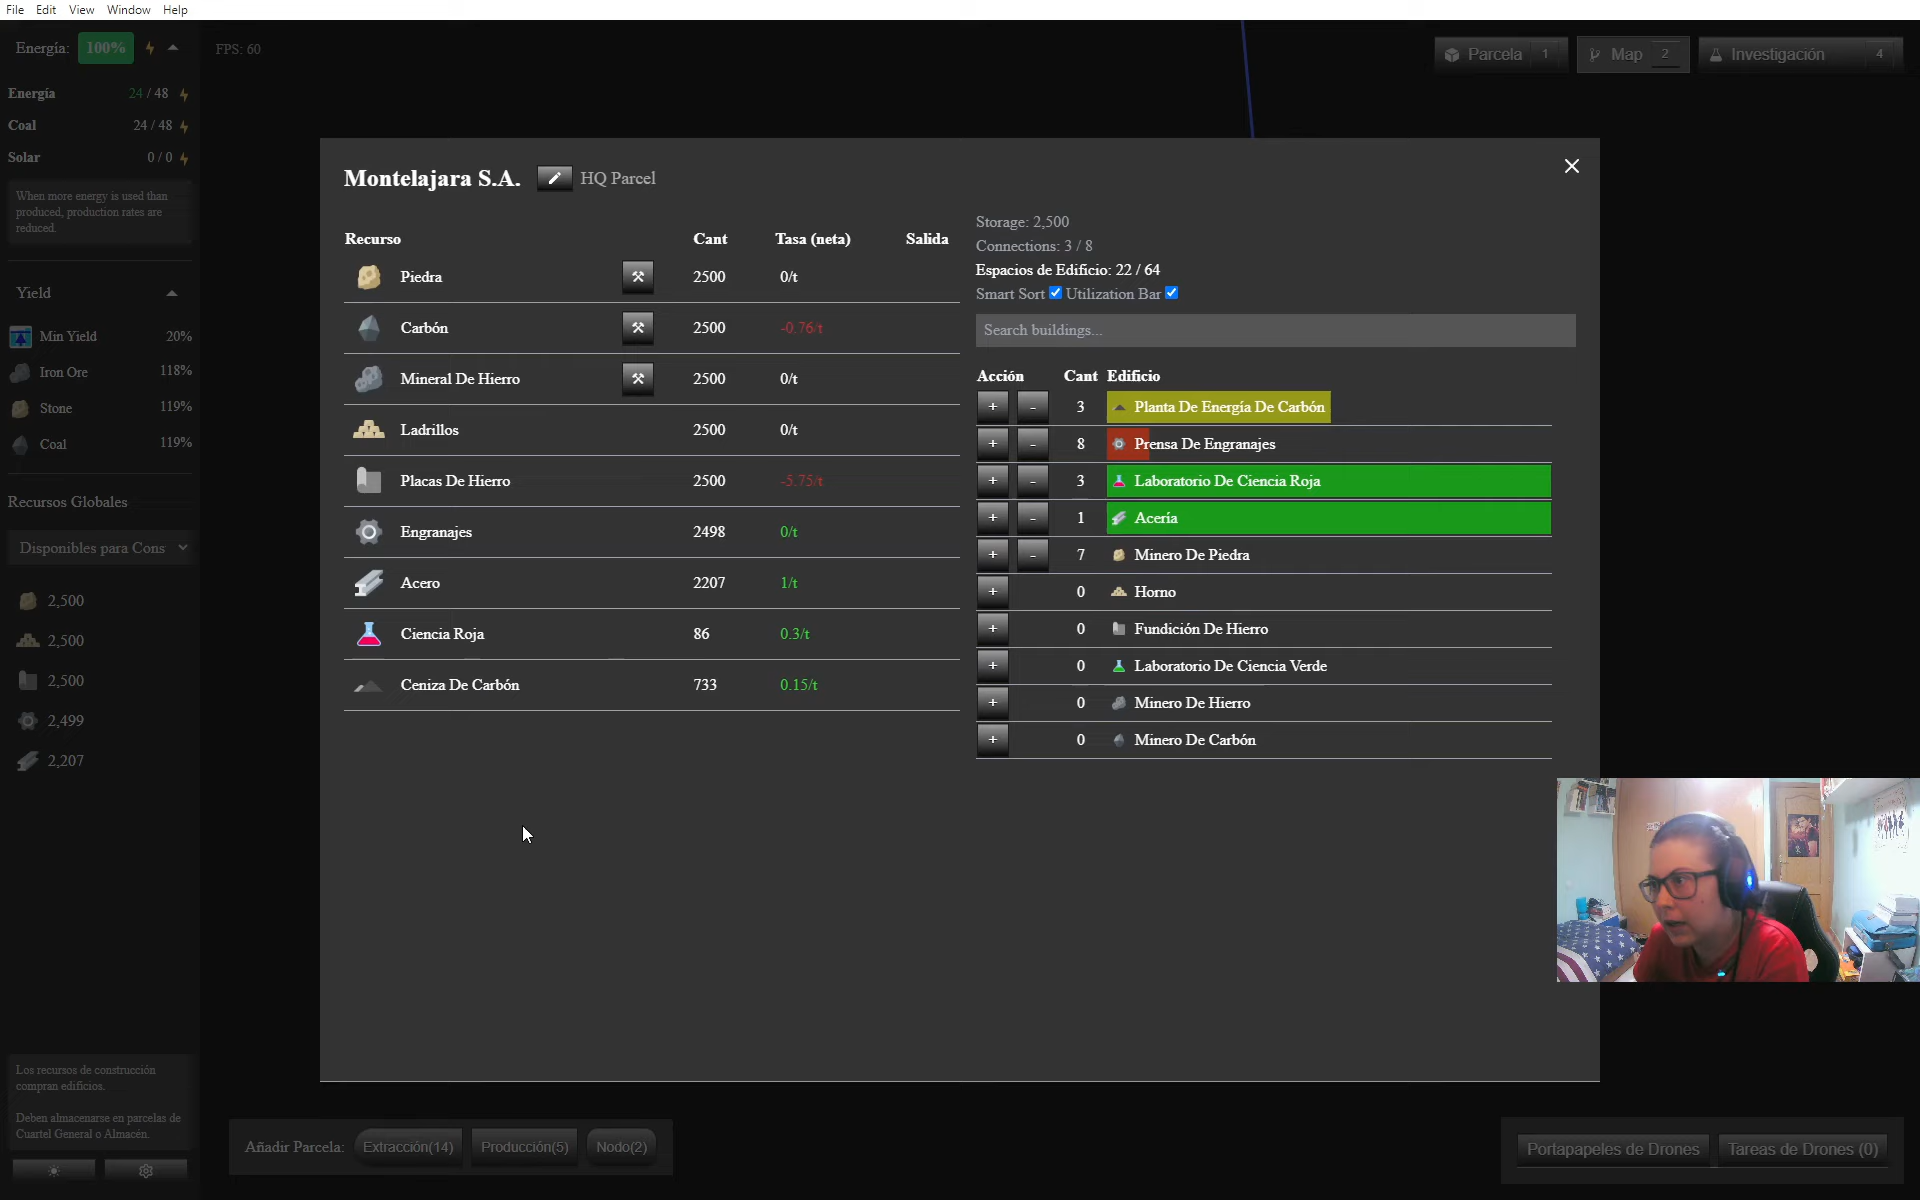 File Edit View Window Help
Energía: 100%
FPS: 60
Parcela 1
Map 2
Investigación 4
Energía 24 / 48
Coal 24 / 48
Solar 0 / 0
When more energy is used than
produced, production rates are
reduced.
Yield
Min Yield 20%
Iron Ore 118%
Stone 119%
Coal 119%
Recursos Globales
Disponibles para Cons
2,500
2,500
2,500
2,499
2,207
Los recursos de construcción
compran edificios.
Deben almacenarse en parcelas de
Cuartel General o Almacén.
Montelajara S.A. HQ Parcel
Recurso Cant Tasa (neta) Salida
Piedra 2500 0/t
Carbón 2500 -0.76/t
Mineral De Hierro 2500 0/t
Ladrillos 2500 0/t
Placas De Hierro 2500 -5.75/t
Engranajes 2498 0/t
Acero 2207 1/t
Ciencia Roja 86 0.3/t
Ceniza De Carbón 733 0.15/t
Storage: 2,500
Connections: 3 / 8
Espacios de Edificio: 22 / 64
Smart Sort Utilization Bar
Search buildings...
Acción Cant Edificio
+ - 3 Planta De Energía De Carbón
+ - 8 Prensa De Engranajes
+ - 3 Laboratorio De Ciencia Roja
+ - 1 Acería
+ - 7 Minero De Piedra
+ 0 Horno
+ 0 Fundición De Hierro
+ 0 Laboratorio De Ciencia Verde
+ 0 Minero De Hierro
+ 0 Minero De Carbón
Añadir Parcela: Extracción(14) Producción(5) Nodo(2)
Portapapeles de Drones Tareas de Drones (0)